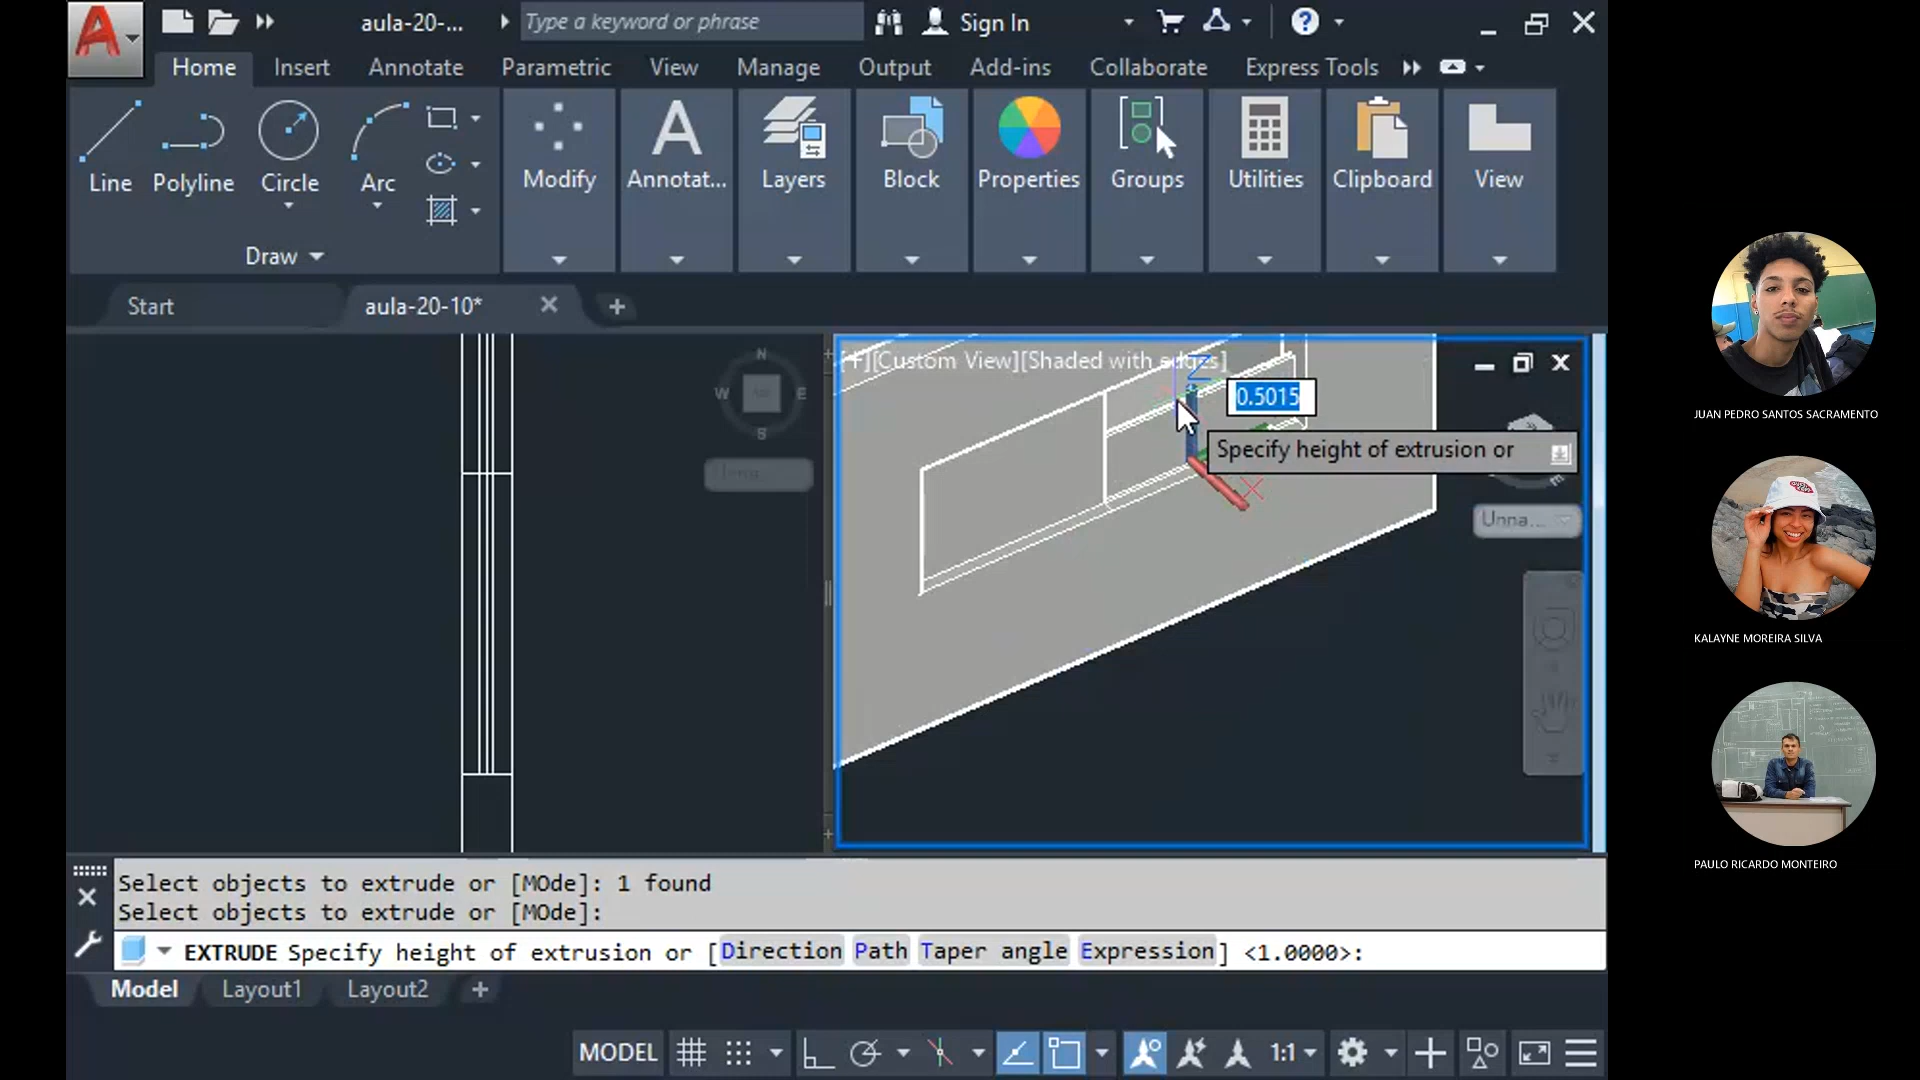 aula-20-...
Type a keyword or phrase
Sign In
Home Insert Annotate Parametric View Manage Output Add-ins Collaborate Express Tools
Line Polyline Circle Arc
Modify Annotat... Layers Block Properties Groups Utilities Clipboard View
Draw
Start
aula-20-10*
N
W
E
S
[+][Custom View][Shaded with edges]
Z
0.5015
Specify height of extrusion or
X
E
Unna...
JUAN PEDRO SANTOS SACRAMENTO
KALAYNE MOREIRA SILVA
PAULO RICARDO MONTEIRO
Select objects to extrude or [MOde]: 1 found
Select objects to extrude or [MOde]:
EXTRUDE Specify height of extrusion or [Direction Path Taper angle Expression] <1.0000>:
Model Layout1 Layout2
MODEL
1:1